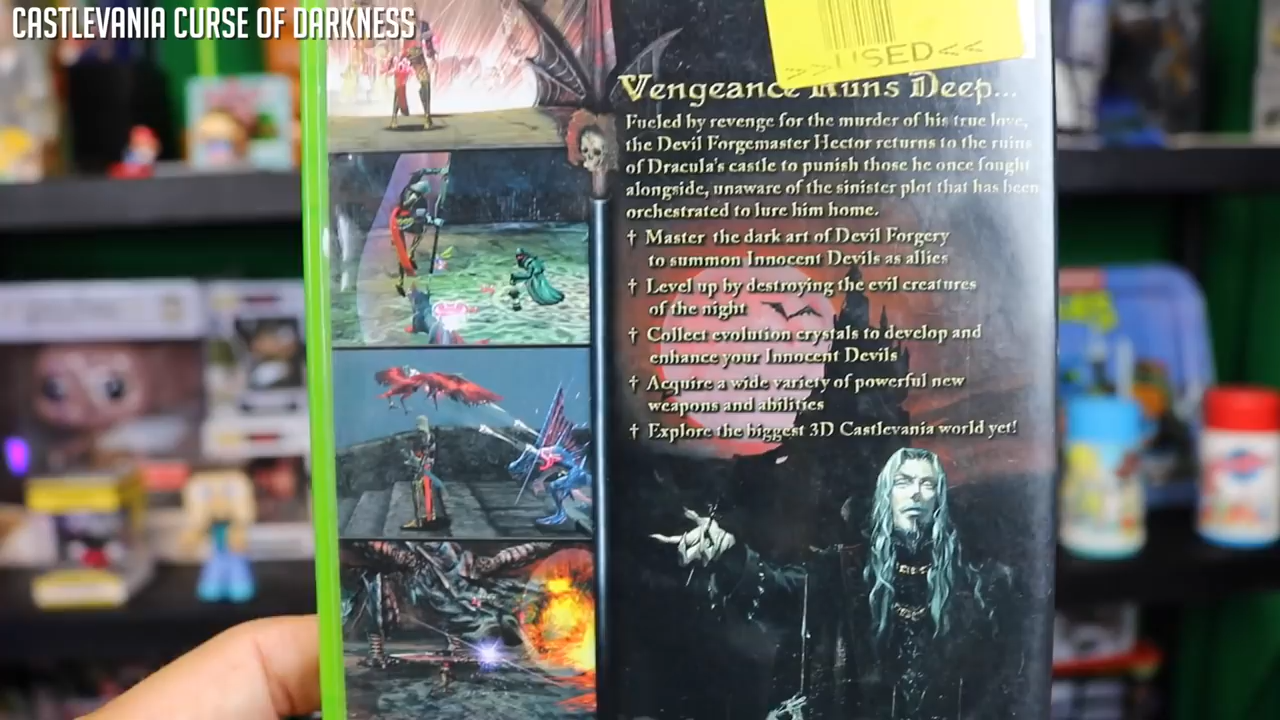 CASTLEVANIA CURSE OF DARKNESS
>>USED<<
Vengeance Runs Deep...
Fueled by revenge for the murder of his true love,
the Devil Forgemaster Hector returns to the ruins
of Dracula's castle to punish those he once fought
alongside, unaware of the sinister plot that has been
orchestrated to lure him home.
† Master the dark art of Devil Forgery
to summon Innocent Devils as allies
† Level up by destroying the evil creatures
of the night
† Collect evolution crystals to develop and
enhance your Innocent Devils
† Acquire a wide variety of powerful new
weapons and abilities
† Explore the biggest 3D Castlevania world yet!